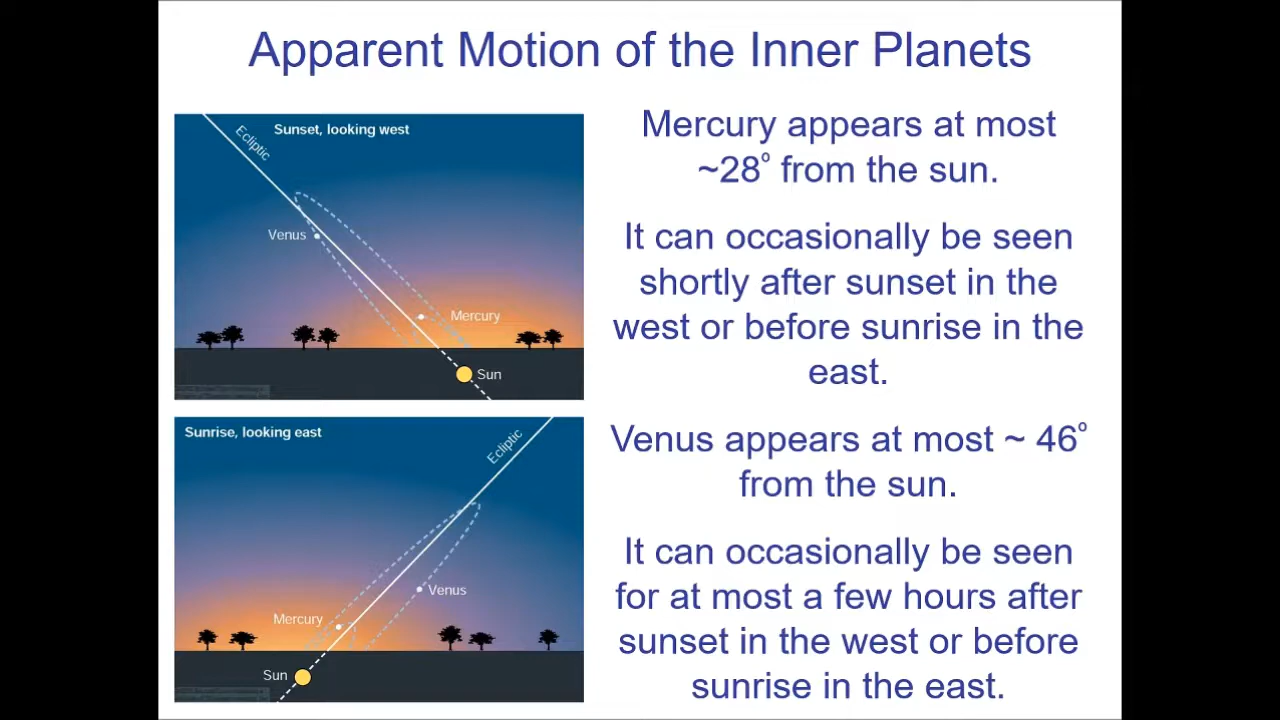 Apparent Motion of the Inner Planets
Sunset, looking west
Ecliptic
Venus
Mercury
Sun
Sunrise, looking east
Ecliptic
Venus
Mercury
Sun
Mercury appears at most
~28° from the sun.
It can occasionally be seen
shortly after sunset in the
west or before sunrise in the
east.
Venus appears at most ~ 46°
from the sun.
It can occasionally be seen
for at most a few hours after
sunset in the west or before
sunrise in the east.